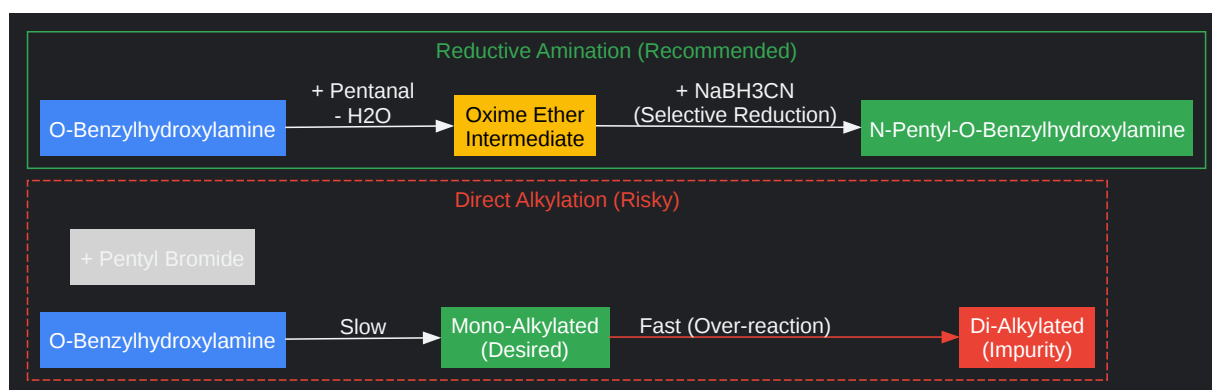 Reductive Amination (Recommended)
O-Benzylhydroxylamine
+ Pentanal
- H2O
Oxime Ether
Intermediate
+ NaBH3CN
(Selective Reduction)
N-Pentyl-O-Benzylhydroxylamine
Direct Alkylation (Risky)
+ Pentyl Bromide
O-Benzylhydroxylamine
Slow
Mono-Alkylated
(Desired)
Fast (Over-reaction)
Di-Alkylated
(Impurity)